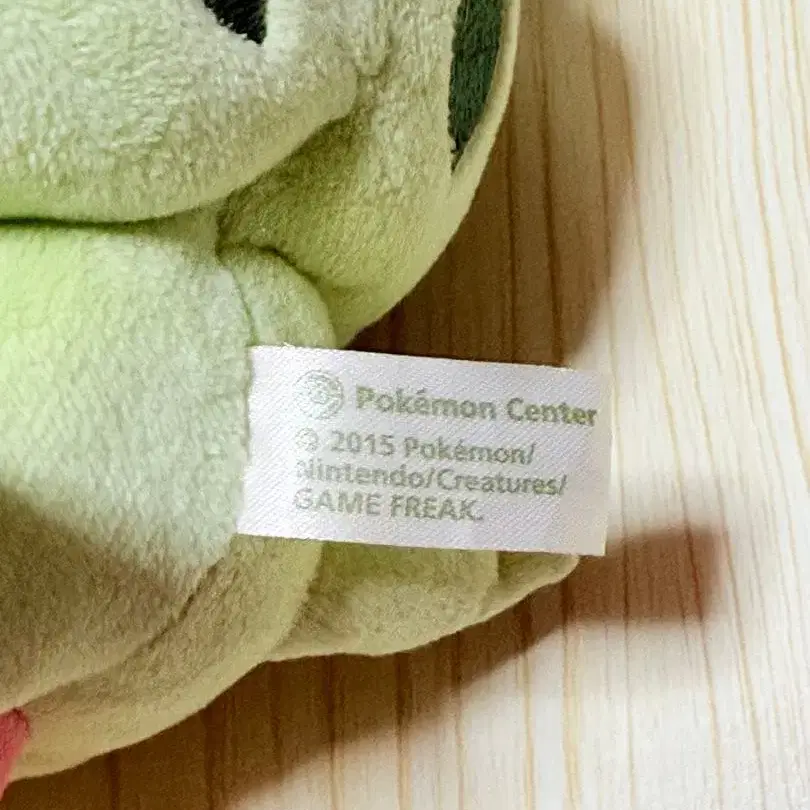 Pokémon Center
© 2015 Pokémon/
Nintendo/Creatures/
GAME FREAK.